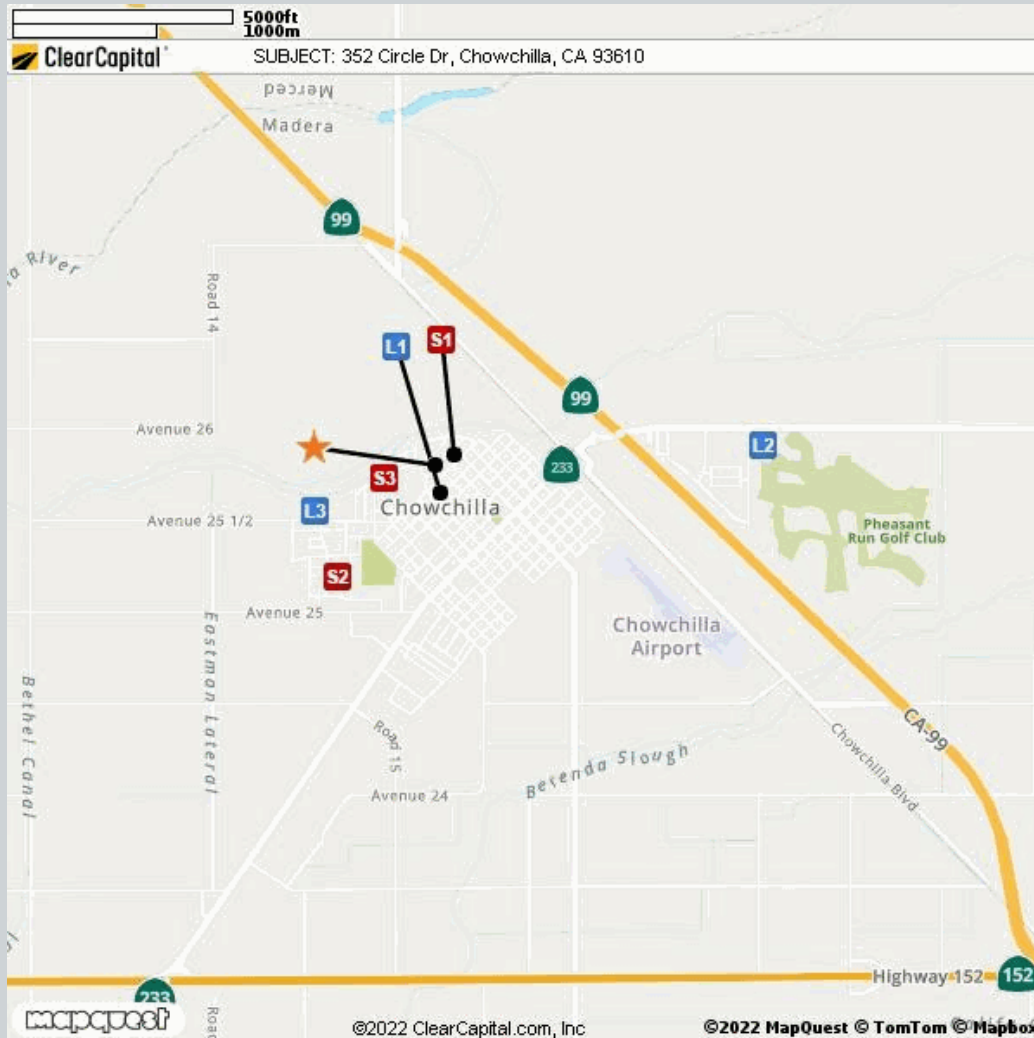 5000ft
1000m
ClearCapital
SUBJECT: 352 Circle Dr, Chowchilla, CA 93610
Merced
Madera
99
River
Road 14
L1
S1
99
Avenue 26
L2
233
S3
Chowchilla
L3
Avenue 25 1/2
Pheasant
Run Golf Club
S2
Avenue 25
Chowchilla
Airport
Eastman Lateral
Bethel Canal
CA-99
Road 15
Chowchilla Blvd
Berenda Slough
Avenue 24
Highway 152
152
233
mapquest
©2022 ClearCapital.com, Inc
©2022 MapQuest © TomTom © Mapbox